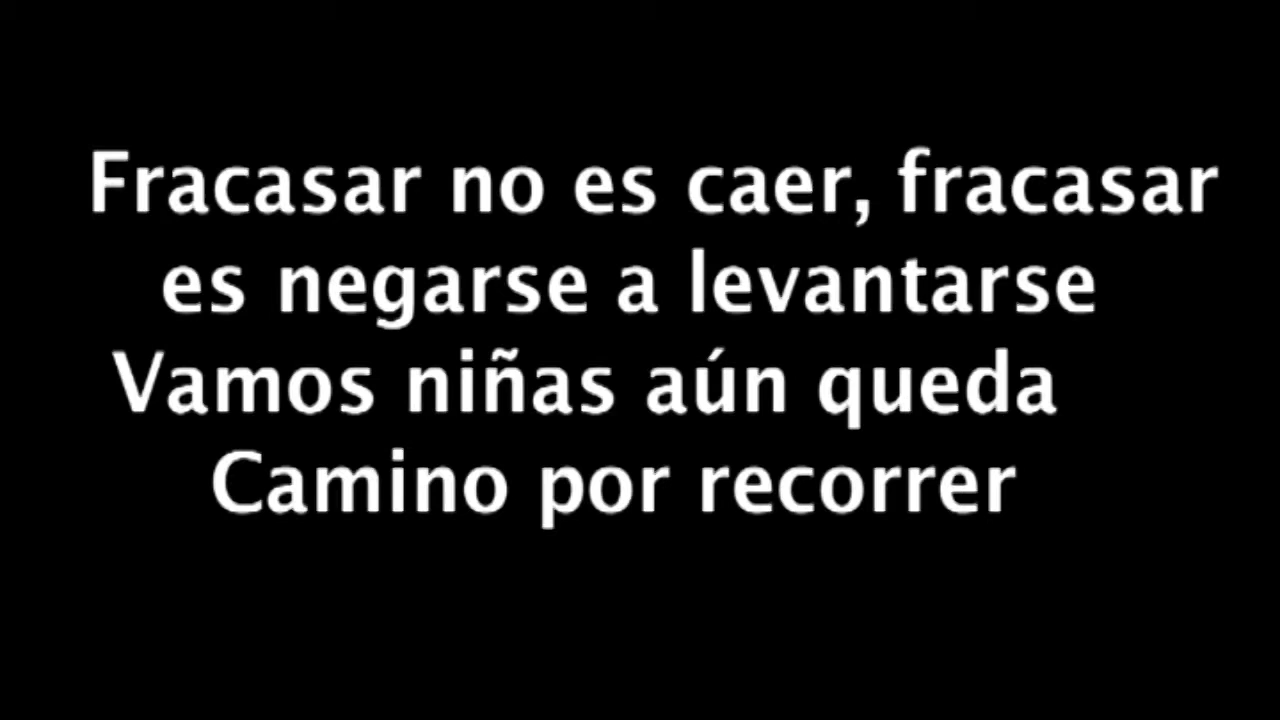 Fracasar no es caer, fracasar
es negarse a levantarse
Vamos niñas aún queda
Camino por recorrer